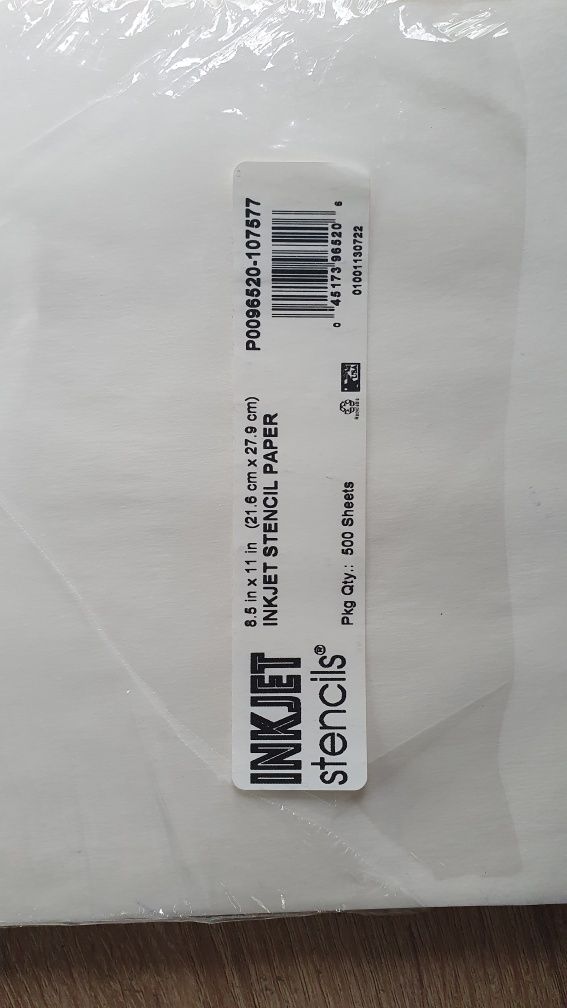 INKJET
stencils®
8.5 in x 11 in (21.6 cm x 27.9 cm)
INKJET STENCIL PAPER
Pkg Qty.: 500 Sheets
P0096520-107577
0 45173 96520 6
01001130722